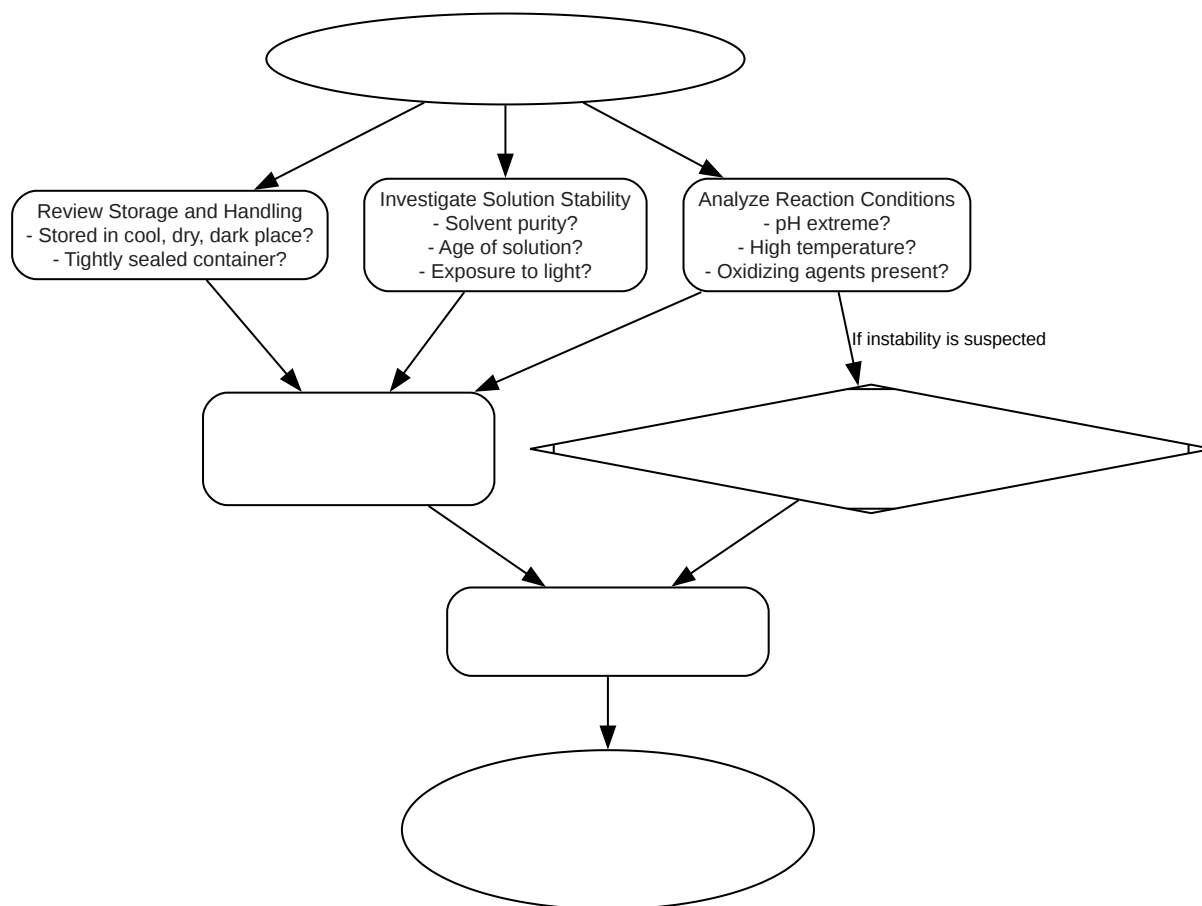 Review Storage and Handling
- Stored in cool, dry, dark place?
- Tightly sealed container?
Investigate Solution Stability
- Solvent purity?
- Age of solution?
- Exposure to light?
Analyze Reaction Conditions
- pH extreme?
- High temperature?
- Oxidizing agents present?
If instability is suspected